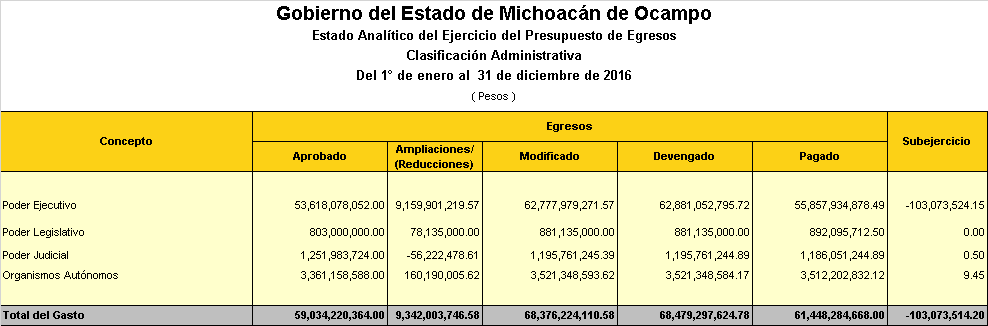 Gobierno del Estado de Michoacán de Ocampo
Estado Analítico del Ejercicio del Presupuesto de Egresos
Clasificación Administrativa
Del 1° de enero al 31 de diciembre de 2016
( Pesos )
Concepto Egresos Subejercicio
Aprobado Ampliaciones/ (Reducciones) Modificado Devengado Pagado
Poder Ejecutivo 53,618,078,052.00 9,159,901,219.57 62,777,979,271.57 62,881,052,795.72 55,857,934,878.49 -103,073,524.15
Poder Legislativo 803,000,000.00 78,135,000.00 881,135,000.00 881,135,000.00 892,095,712.50 0.00
Poder Judicial 1,251,983,724.00 -56,222,478.61 1,195,761,245.39 1,195,761,244.89 1,186,051,244.89 0.50
Organismos Autónomos 3,361,158,588.00 160,190,005.62 3,521,348,593.62 3,521,348,584.17 3,512,202,832.12 9.45
Total del Gasto 59,034,220,364.00 9,342,003,746.58 68,376,224,110.58 68,479,297,624.78 61,448,284,668.00 -103,073,514.20